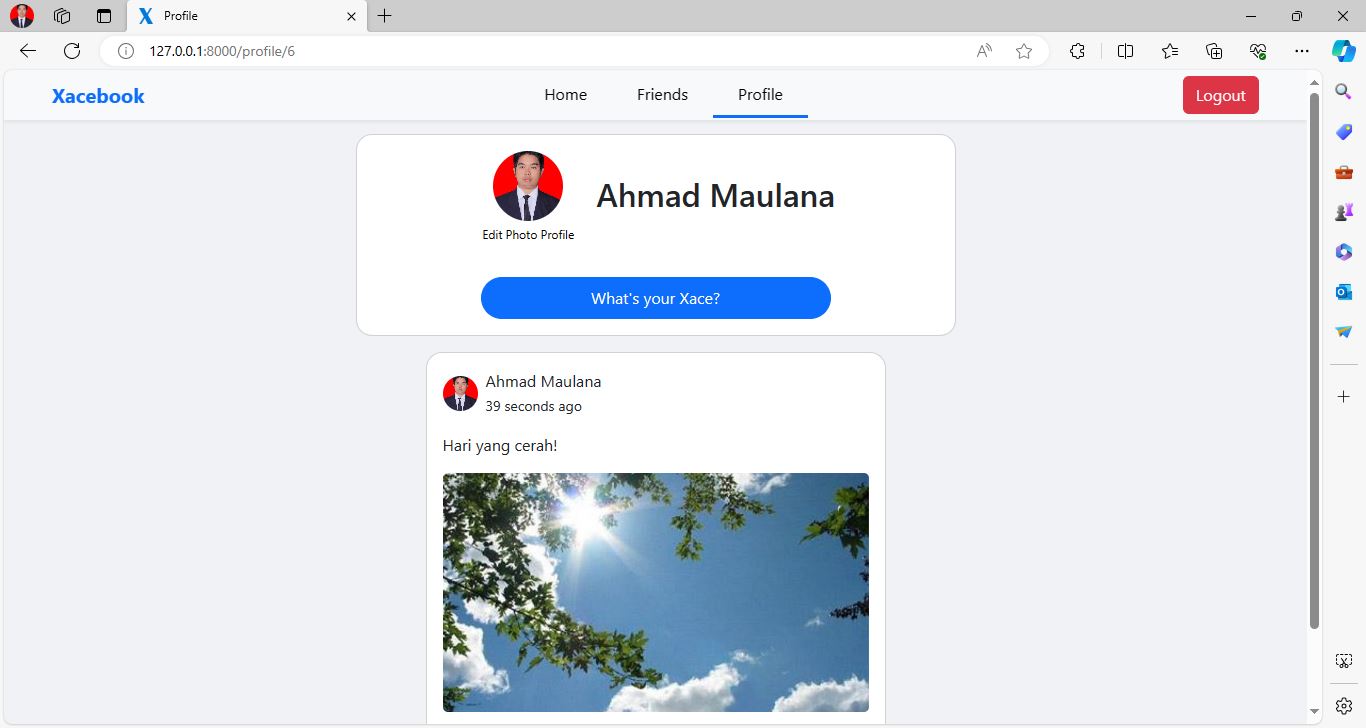 Profile
127.0.0.1:8000/profile/6
Xacebook
Home
Friends
Profile
Logout
Ahmad Maulana
Edit Photo Profile
What's your Xace?
Ahmad Maulana
39 seconds ago
Hari yang cerah!